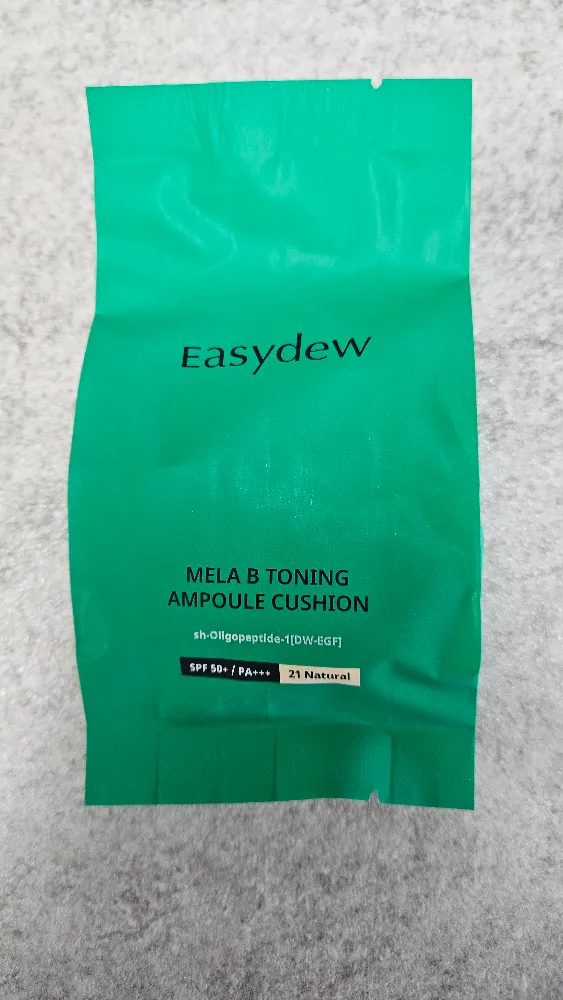 Easydew
MELA B TONING
AMPOULE CUSHION
sh-Oligopeptide-1[DW-EGF]
SPF 50+ / PA+++ 21 Natural